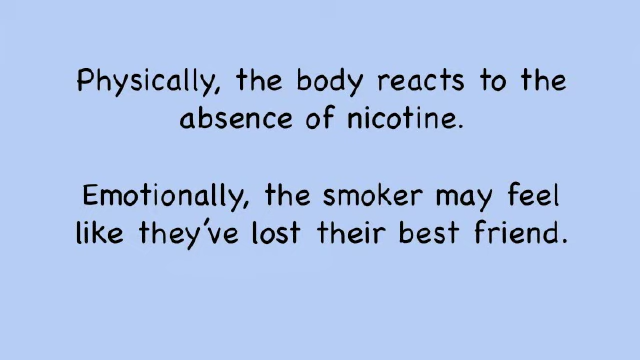 Physically, the body reacts to the
absence of nicotine.
Emotionally, the smoker may feel
like they've lost their best friend.